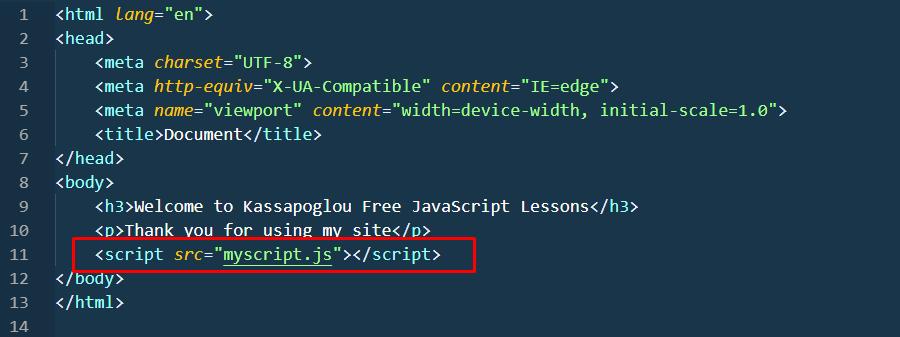 1 <html lang="en">
2 <head>
3     <meta charset="UTF-8">
4     <meta http-equiv="X-UA-Compatible" content="IE=edge">
5     <meta name="viewport" content="width=device-width, initial-scale=1.0">
6     <title>Document</title>
7 </head>
8 <body>
9     <h3>Welcome to Kassapoglou Free JavaScript Lessons</h3>
10     <p>Thank you for using my site</p>
11     <script src="myscript.js"></script>
12 </body>
13 </html>
14